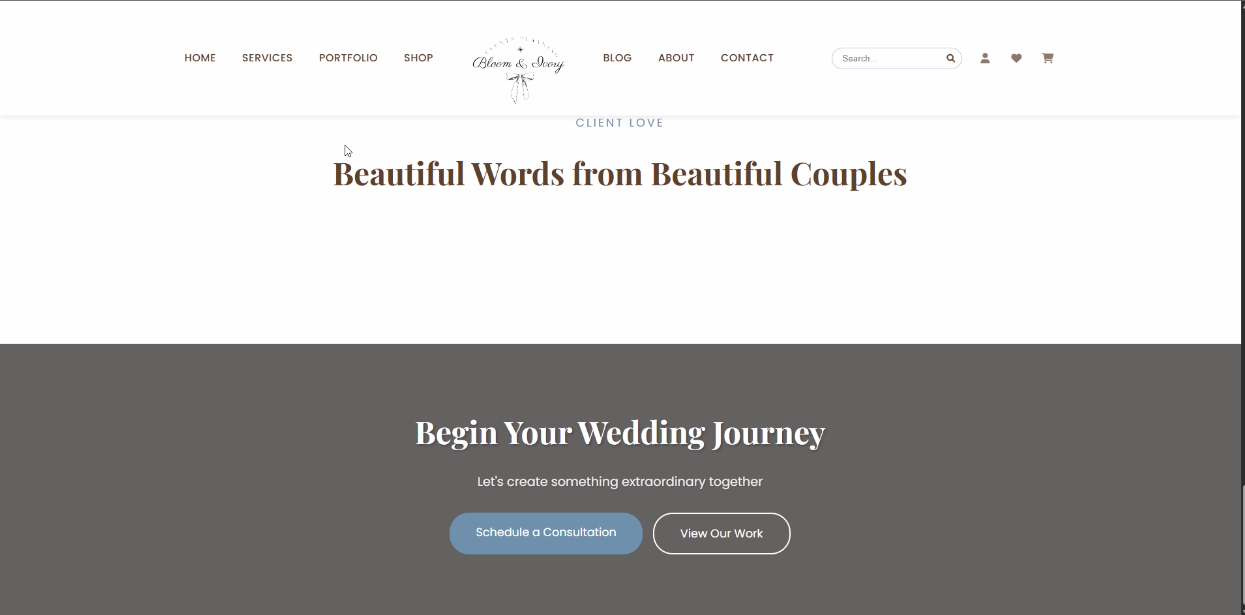 HOME SERVICES PORTFOLIO SHOP Bloom & Ivory BLOG ABOUT CONTACT Search...
CLIENT LOVE
Beautiful Words from Beautiful Couples
Begin Your Wedding Journey
Let's create something extraordinary together
Schedule a Consultation View Our Work